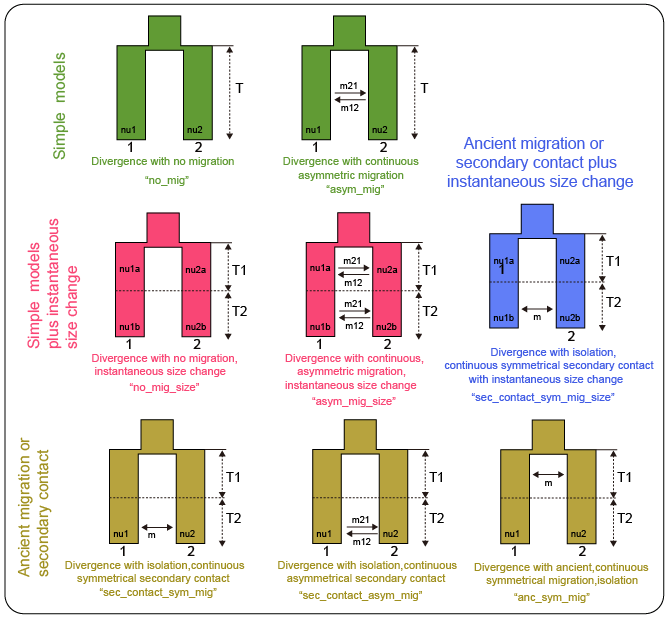 Simple models
nu1
nu2
T
1
2
Divergence with no migration
“no_mig”
m21
m12
nu1
nu2
T
1
2
Divergence with continuous
asymmetric migration
“asym_mig”
Ancient migration or
secondary contact plus
instantaneous size change
Simple models
plus instantaneous
size change
nu1a
nu2a
T1
nu1b
nu2b
T2
1
2
Divergence with no migration,
instantaneous size change
“no_mig_size”
nu1a
m21
m12
nu2a
T1
m21
m12
nu1b
nu2b
T2
1
2
Divergence with continuous,
asymmetric migration,
instantaneous size change
“asym_mig_size”
nu1a
1
nu2a
T1
nu1b
m
nu2b
T2
2
Divergence with isolation,
continuous symmetrical secondary contact
with instantaneous size change
“sec_contact_sym_mig_size”
Ancient migration or
secondary contact
T1
T2
nu1
m
nu2
1
2
Divergence with isolation,continuous
symmetrical secondary contact
“sec_contact_sym_mig”
T1
T2
nu1
m21
m12
nu2
1
2
Divergence with isolation,continuous
asymmetrical secondary contact
“sec_contact_asym_mig”
m
T1
T2
nu1
nu2
1
2
Divergence with ancient,continuous
symmetrical migration,isolation
“anc_sym_mig”